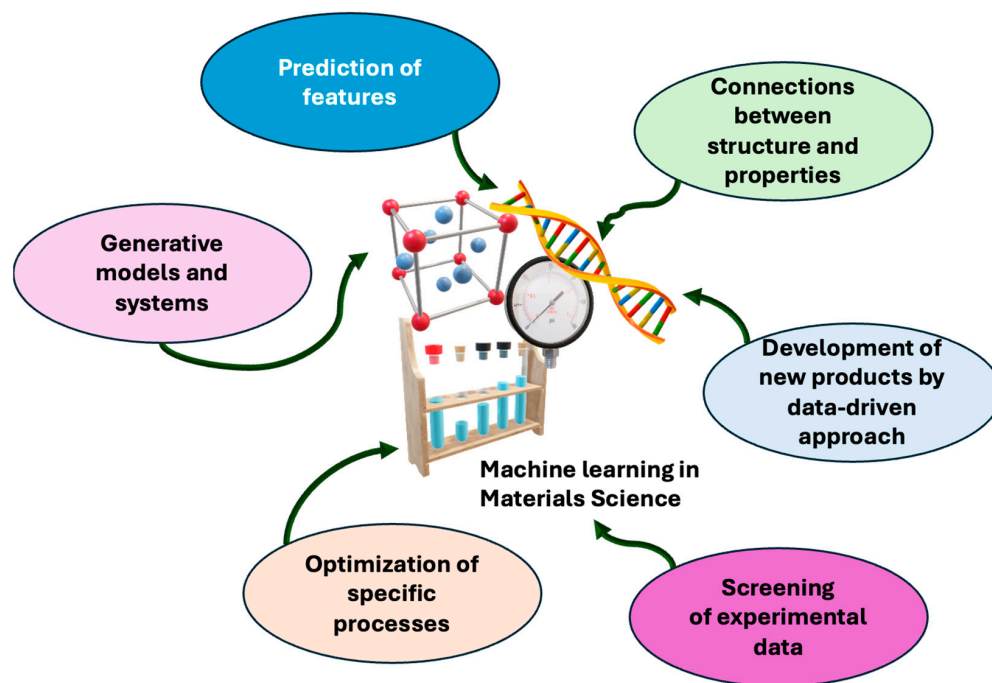 Prediction of
features
Connections
between
structure and
properties
Generative
models and
systems
Development of
new products by
data-driven
approach
Machine learning in
Materials Science
Optimization of
specific
processes
Screening
of experimental
data